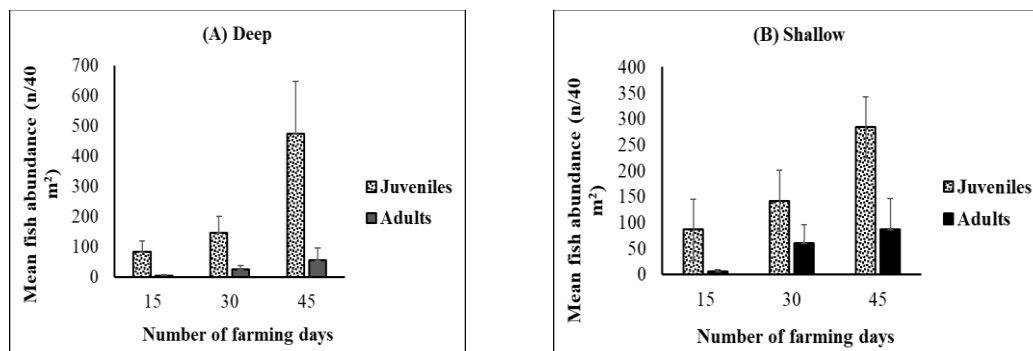 (A) Deep
Mean fish abundance (n/40
m²)
700
600
500
400
300
200
100
0
15 30 45
Number of farming days
Juveniles
Adults
(B) Shallow
Mean fish abundance (n/40
m²)
400
350
300
250
200
150
100
50
0
15 30 45
Number of farming days
Juveniles
Adults